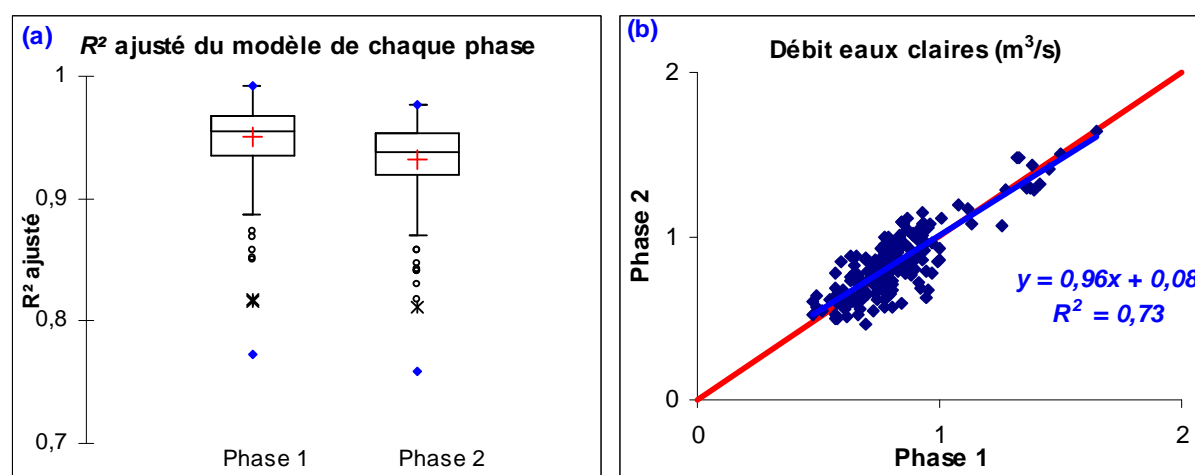 (a)
R² ajusté du modèle de chaque phase
1
0,9
0,8
0,7
R² ajusté
Phase 1
Phase 2
(b)
Débit eaux claires (m³/s)
2
1
0
Phase 2
y = 0,96x + 0,08
R² = 0,73
0
1
2
Phase 1